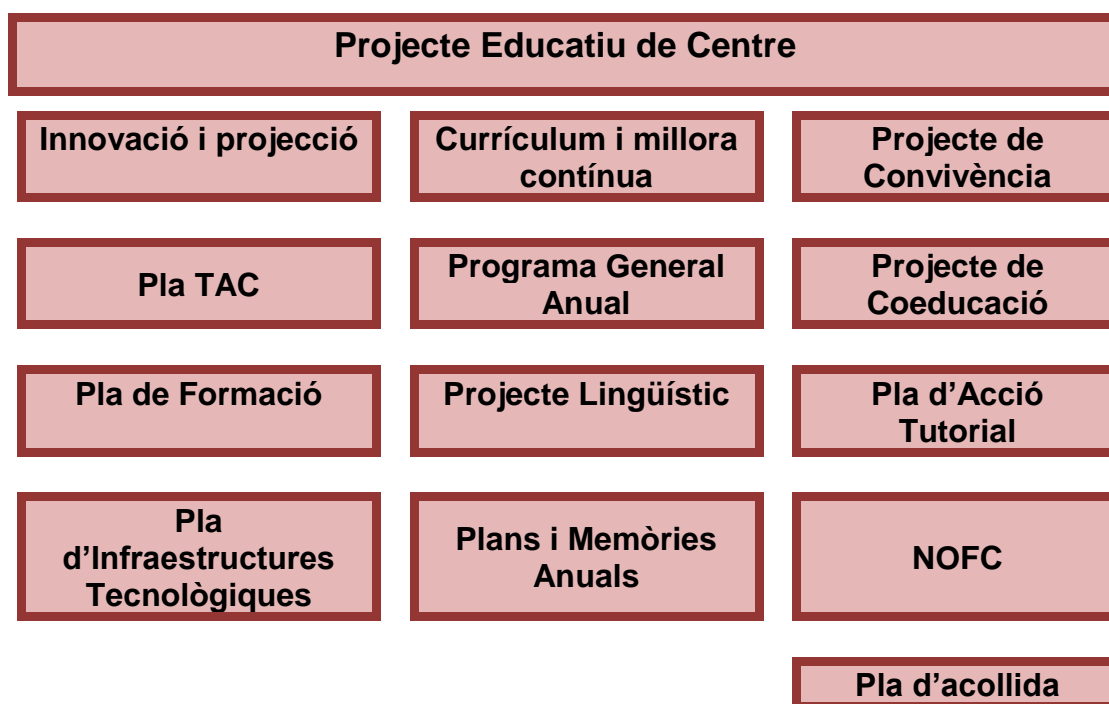 Projecte Educatiu de Centre
Innovació i projecció
Currículum i millora
contínua
Projecte de
Convivència
Pla TAC
Programa General
Anual
Projecte de
Coeducació
Pla de Formació
Projecte Lingüístic
Pla d’Acció
Tutorial
Pla
d’Infraestructures
Tecnològiques
Plans i Memòries
Anuals
NOFC
Pla d’acollida